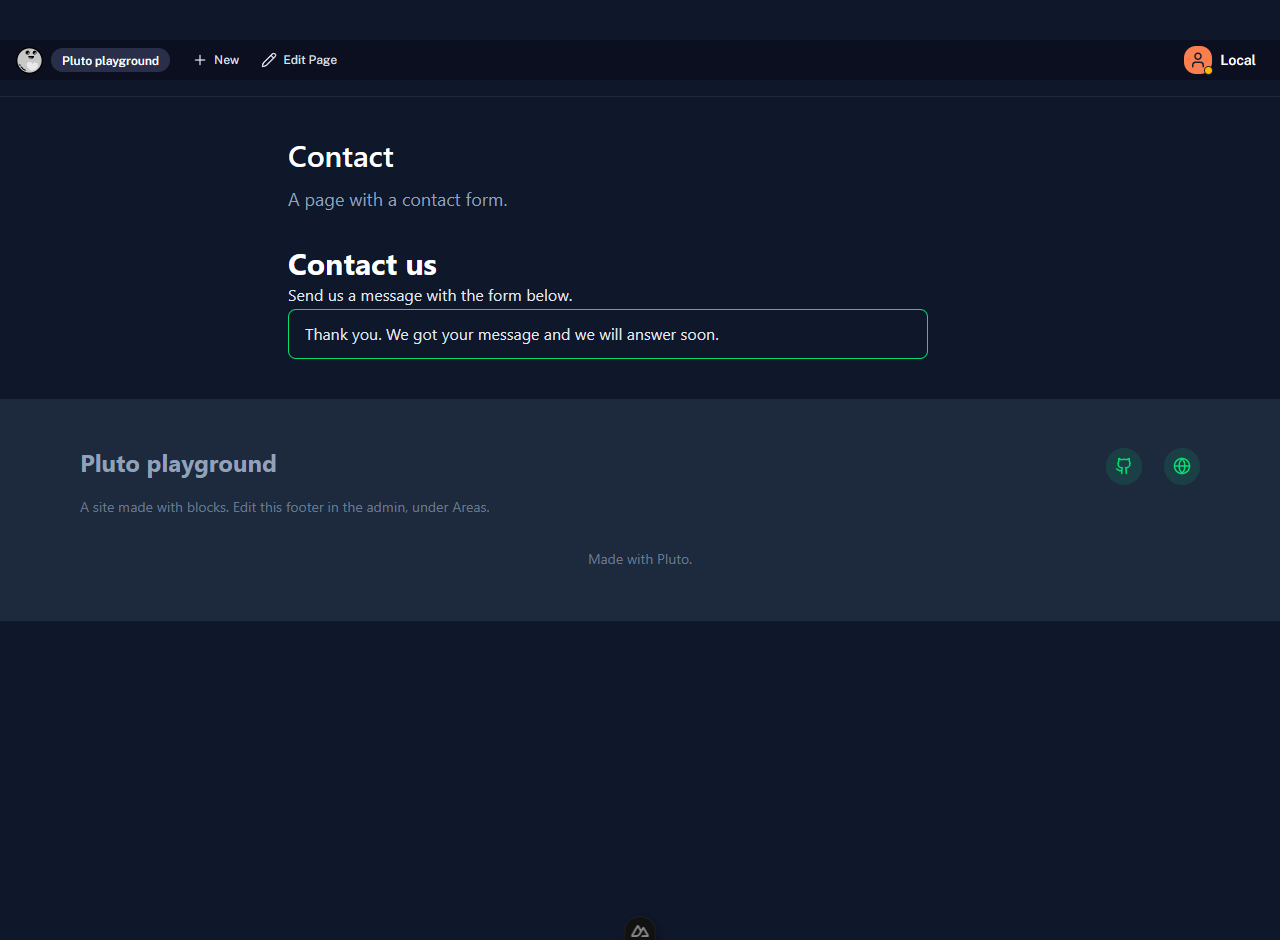 Pluto playground
New
Edit Page
Local
Contact
A page with a contact form.
Contact us
Send us a message with the form below.
Thank you. We got your message and we will answer soon.
Pluto playground
A site made with blocks. Edit this footer in the admin, under Areas.
Made with Pluto.